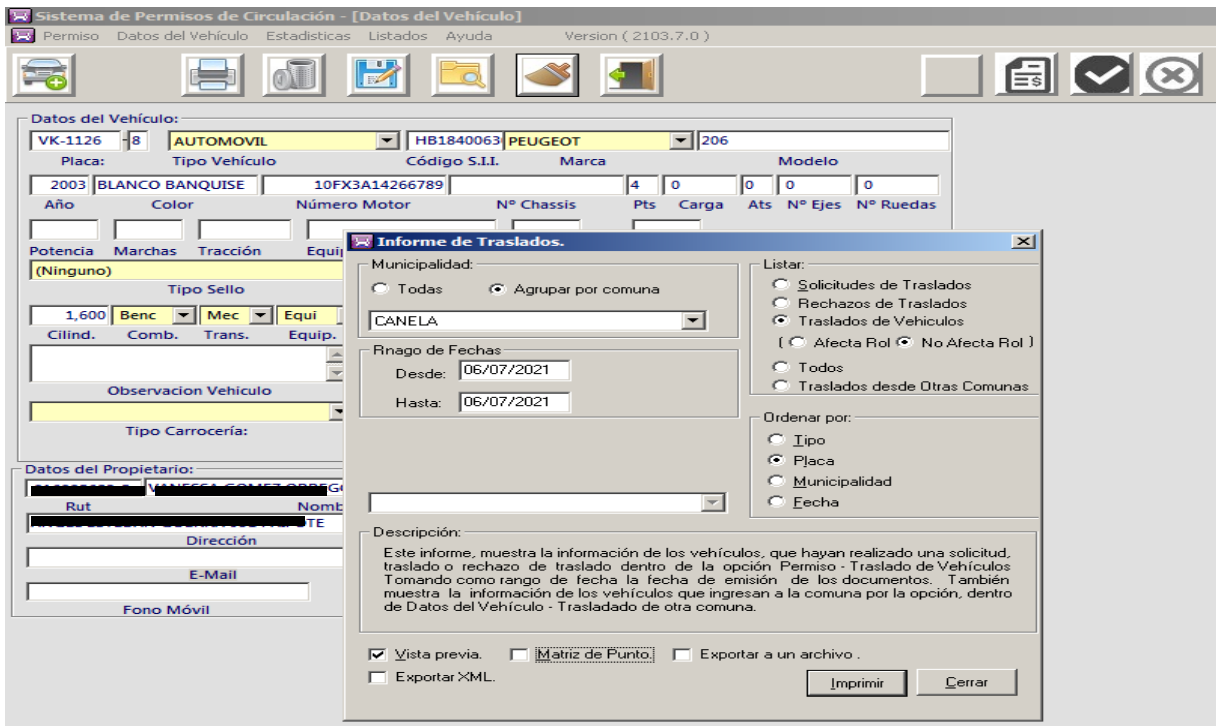 Sistema de Permisos de Circulación - [Datos del Vehículo]
Permiso Datos del Vehículo Estadisticas Listados Ayuda Version ( 2103.7.0 )
Datos del Vehículo:
VK-1126 - 8 AUTOMOVIL HB1840063 PEUGEOT 206
Placa: Tipo Vehículo Código S.I.I. Marca Modelo
2003 BLANCO BANQUISE 10FX3A14266789 4 0 0 0 0
Año Color Número Motor Nº Chassis Pts Carga Ats Nº Ejes Nº Ruedas
Potencia Marchas Tracción Equi
(Ninguno)
Tipo Sello
1,600 Benc Mec Equi
Cilind. Comb. Trans. Equip.
Observacion Vehiculo
Tipo Carrocería:
Datos del Propietario:
Rut Nomb
Dirección
E-Mail
Fono Móvil
Informe de Traslados.
Municipalidad:
Todas Agrupar por comuna
CANELA
Rnago de Fechas
Desde: 06/07/2021
Hasta: 06/07/2021
Listar:
Solicitudes de Traslados
Rechazos de Traslados
Traslados de Vehiculos
( Afecta Rol No Afecta Rol )
Todos
Traslados desde Otras Comunas
Ordenar por:
Tipo
Placa
Municipalidad
Fecha
Descripción:
Este informe, muestra la información de los vehículos, que hayan realizado una solicitud,
traslado o rechazo de traslado dentro de la opción Permiso - Traslado de Vehículos
Tomando como rango de fecha la fecha de emisión de los documentos. También
muestra la información de los vehículos que ingresan a la comuna por la opción, dentro
de Datos del Vehículo - Trasladado de otra comuna.
Vista previa. Matriz de Punto. Exportar a un archivo .
Exportar XML.
Imprimir Cerrar